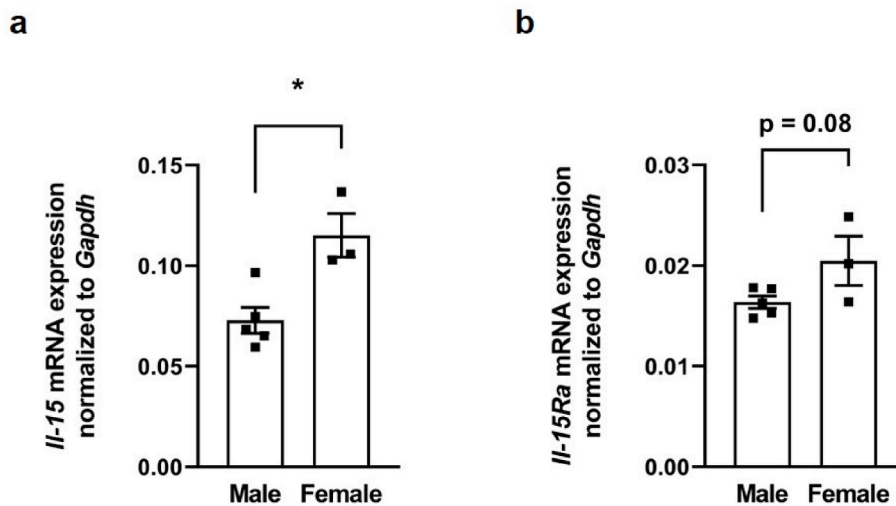 a
b
*
p = 0.08
Il-15 mRNA expression
normalized to Gapdh
0.15
0.10
0.05
0.00
Male Female
Il-15Ra mRNA expression
normalized to Gapdh
0.03
0.02
0.01
0.00
Male Female